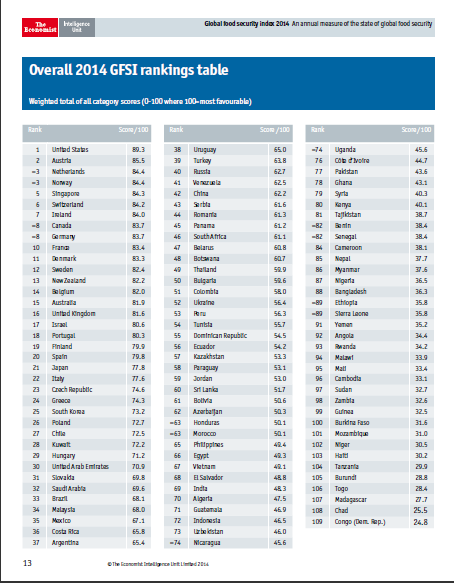 The Economist
Intelligence Unit
Global food security index 2014 An annual measure of the state of global food security
Overall 2014 GFSI rankings table
Weighted total of all category scores (0-100 where 100=most favourable)
Rank Score/100
1 United States 89.3
2 Austria 85.5
=3 Netherlands 84.4
=3 Norway 84.4
5 Singapore 84.3
6 Switzerland 84.2
7 Ireland 84.0
=8 Canada 83.7
=8 Germany 83.7
10 France 83.4
11 Denmark 83.3
12 Sweden 82.4
13 New Zealand 82.2
14 Belgium 82.0
15 Australia 81.9
16 United Kingdom 81.6
17 Israel 80.6
18 Portugal 80.3
19 Finland 79.9
20 Spain 79.8
21 Japan 77.8
22 Italy 77.6
23 Czech Republic 74.6
24 Greece 74.3
25 South Korea 73.2
26 Poland 72.7
27 Chile 72.5
28 Kuwait 72.2
29 Hungary 71.2
30 United Arab Emirates 70.9
31 Slovakia 69.8
32 Saudi Arabia 69.6
33 Brazil 68.1
34 Malaysia 68.0
35 Mexico 67.1
36 Costa Rica 65.8
37 Argentina 65.4
Rank Score/100
38 Uruguay 65.0
39 Turkey 63.8
40 Russia 62.7
41 Venezuela 62.5
42 China 62.2
43 Serbia 61.6
44 Romania 61.3
45 Panama 61.2
46 South Africa 61.1
47 Belarus 60.8
48 Botswana 60.7
49 Thailand 59.9
50 Bulgaria 59.6
51 Colombia 58.0
52 Ukraine 56.4
53 Peru 56.3
54 Tunisia 55.7
55 Dominican Republic 54.5
56 Ecuador 54.2
57 Kazakhstan 53.3
58 Paraguay 53.1
59 Jordan 53.0
60 Sri Lanka 51.7
61 Bolivia 50.6
62 Azerbaijan 50.3
=63 Honduras 50.1
=63 Morocco 50.1
65 Philippines 49.4
66 Egypt 49.3
67 Vietnam 49.1
68 El Salvador 48.8
69 India 48.3
70 Algeria 47.5
71 Guatemala 46.9
72 Indonesia 46.5
73 Uzbekistan 46.0
=74 Nicaragua 45.6
Rank Score/100
=74 Uganda 45.6
76 Côte d'Ivoire 44.7
77 Pakistan 43.6
78 Ghana 43.1
79 Syria 40.3
80 Kenya 40.1
81 Tajikistan 38.7
=82 Benin 38.4
=82 Senegal 38.4
84 Cameroon 38.1
85 Nepal 37.7
86 Myanmar 37.6
87 Nigeria 36.5
88 Bangladesh 36.3
=89 Ethiopia 35.8
=89 Sierra Leone 35.8
91 Yemen 35.2
92 Angola 34.4
93 Rwanda 34.2
94 Malawi 33.9
95 Mali 33.4
96 Cambodia 33.1
97 Sudan 32.7
98 Zambia 32.6
99 Guinea 32.5
100 Burkina Faso 31.6
101 Mozambique 31.0
102 Niger 30.5
103 Haiti 30.2
104 Tanzania 29.9
105 Burundi 28.8
106 Togo 28.4
107 Madagascar 27.7
108 Chad 25.5
109 Congo (Dem. Rep.) 24.8
13 © The Economist Intelligence Unit Limited 2014